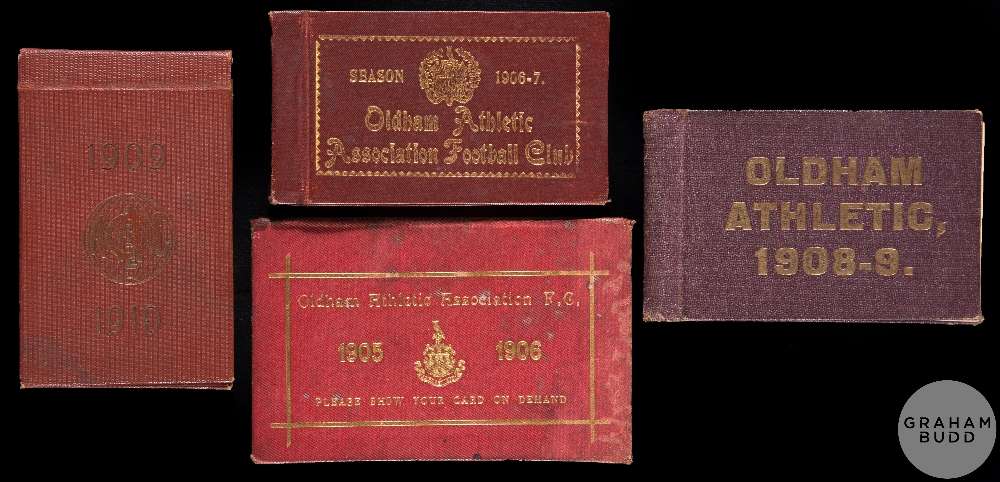 1909
1910
SEASON 1906-7.
Oldham Athletic
Association Football Club
Oldham Athletic Association F.C.
1905 1906
PLEASE SHOW YOUR CARD ON DEMAND
OLDHAM
ATHLETIC,
1908-9.
GRAHAM
BUDD